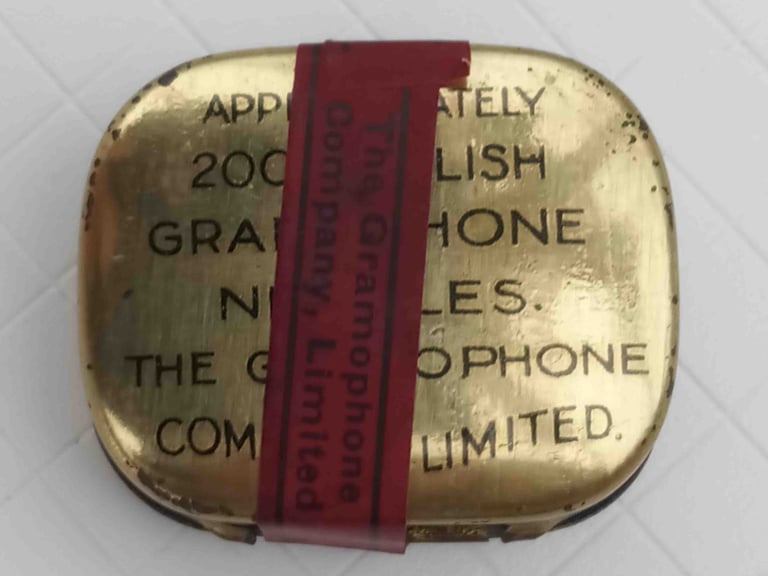 APP ATELY
200 LISH
GRA HONE
N LES.
THE G OPHONE
COM LIMITED.
The Gramophone
Company, Limited